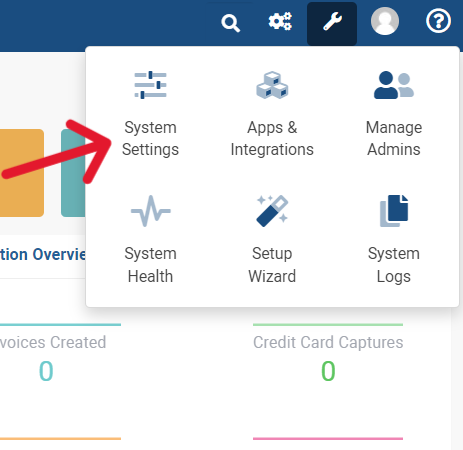 System
Settings
Apps &
Integrations
Manage
Admins
System
Health
Setup
Wizard
System
Logs
tion Overvie
voices Created
0
Credit Card Captures
0